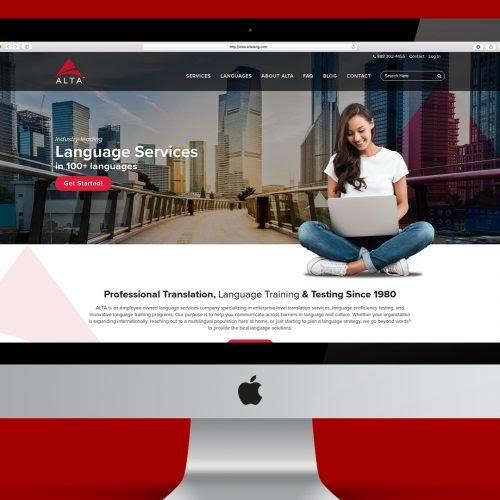 http://www.altalang.com
888 302-4455 Contact Log In
ALTA
SERVICES LANGUAGES ABOUT ALTA FAQ BLOG CONTACT Search Here
Industry-leading
Language Services
in 100+ languages
Get Started!
Professional Translation, Language Training & Testing Since 1980
ALTA is an employee-owned language services company specializing in enterprise-level translation services, language proficiency testing, and
innovative language training programs. Our purpose is to help you communicate across barriers in language and culture. Whether your organization
is expanding internationally, reaching out to a multilingual population here at home, or just starting to plan a language strategy, we go beyond words®
to provide the best language solutions.